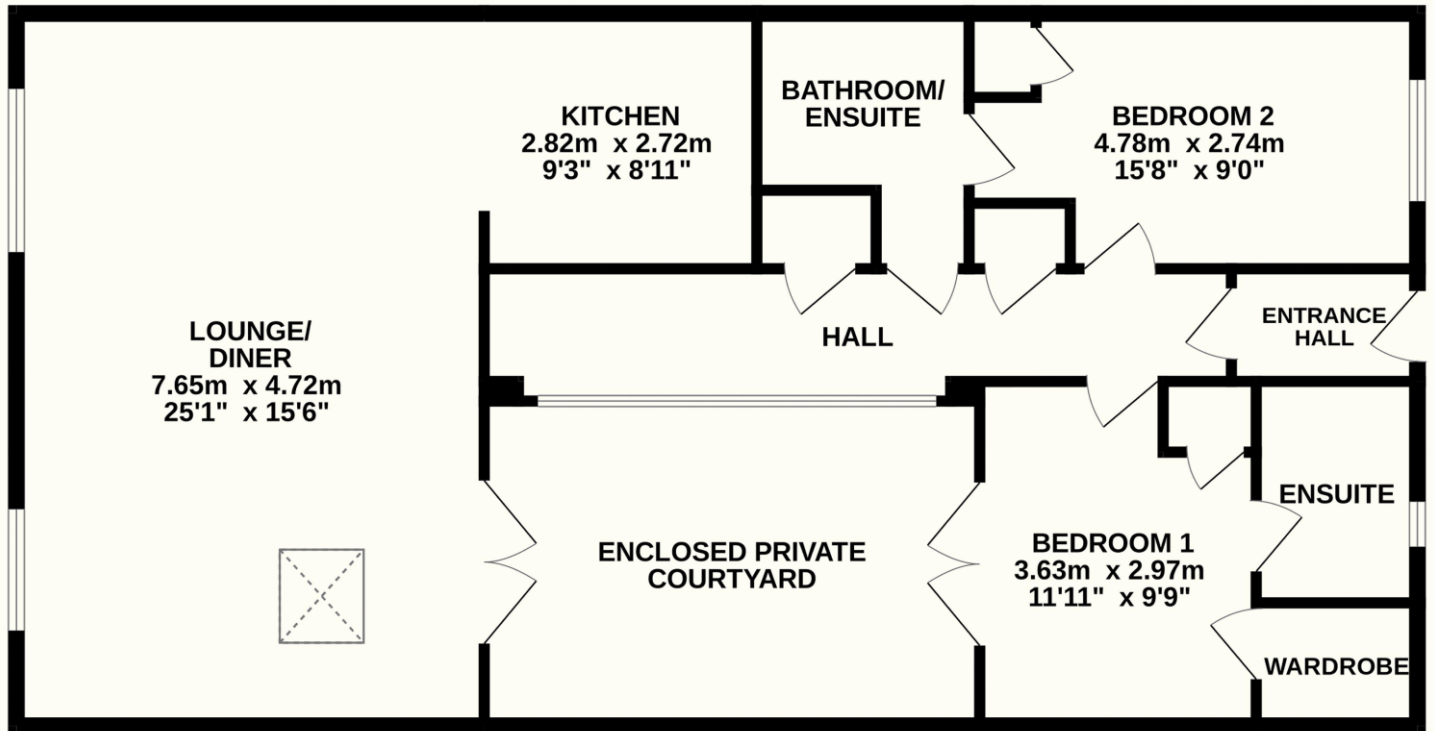 KITCHEN
2.82m x 2.72m
9'3" x 8'11"
BATHROOM/
ENSUITE
BEDROOM 2
4.78m x 2.74m
15'8" x 9'0"
LOUNGE/
DINER
7.65m x 4.72m
25'1" x 15'6"
HALL
ENTRANCE
HALL
ENCLOSED PRIVATE
COURTYARD
BEDROOM 1
3.63m x 2.97m
11'11" x 9'9"
ENSUITE
WARDROBE